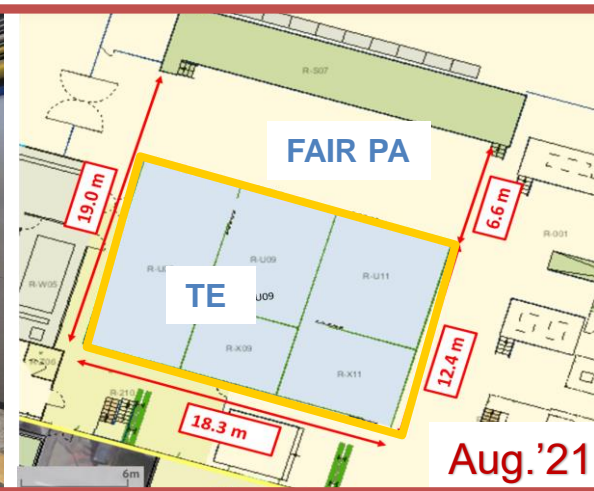 R-S07
FAIR PA
19.0 m
6.6 m
R-001
R-U09
R-U11
R-W05
TE
U09
R-X09
R-X11
12.4 m
R-210
18.3 m
6m
Aug.'21